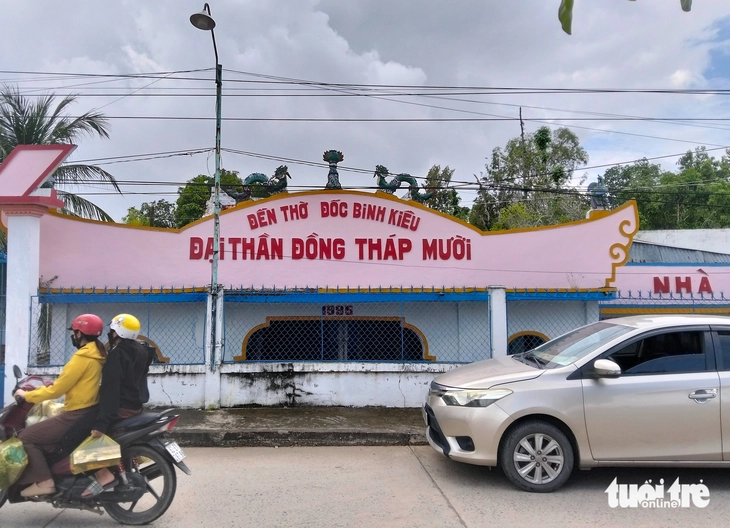 ĐỀN THỜ ĐỐC BINH KIỀU
ĐẠI THẦN ĐỒNG THÁP MƯỜI
NHÀ
1995
tuổi trẻ
online